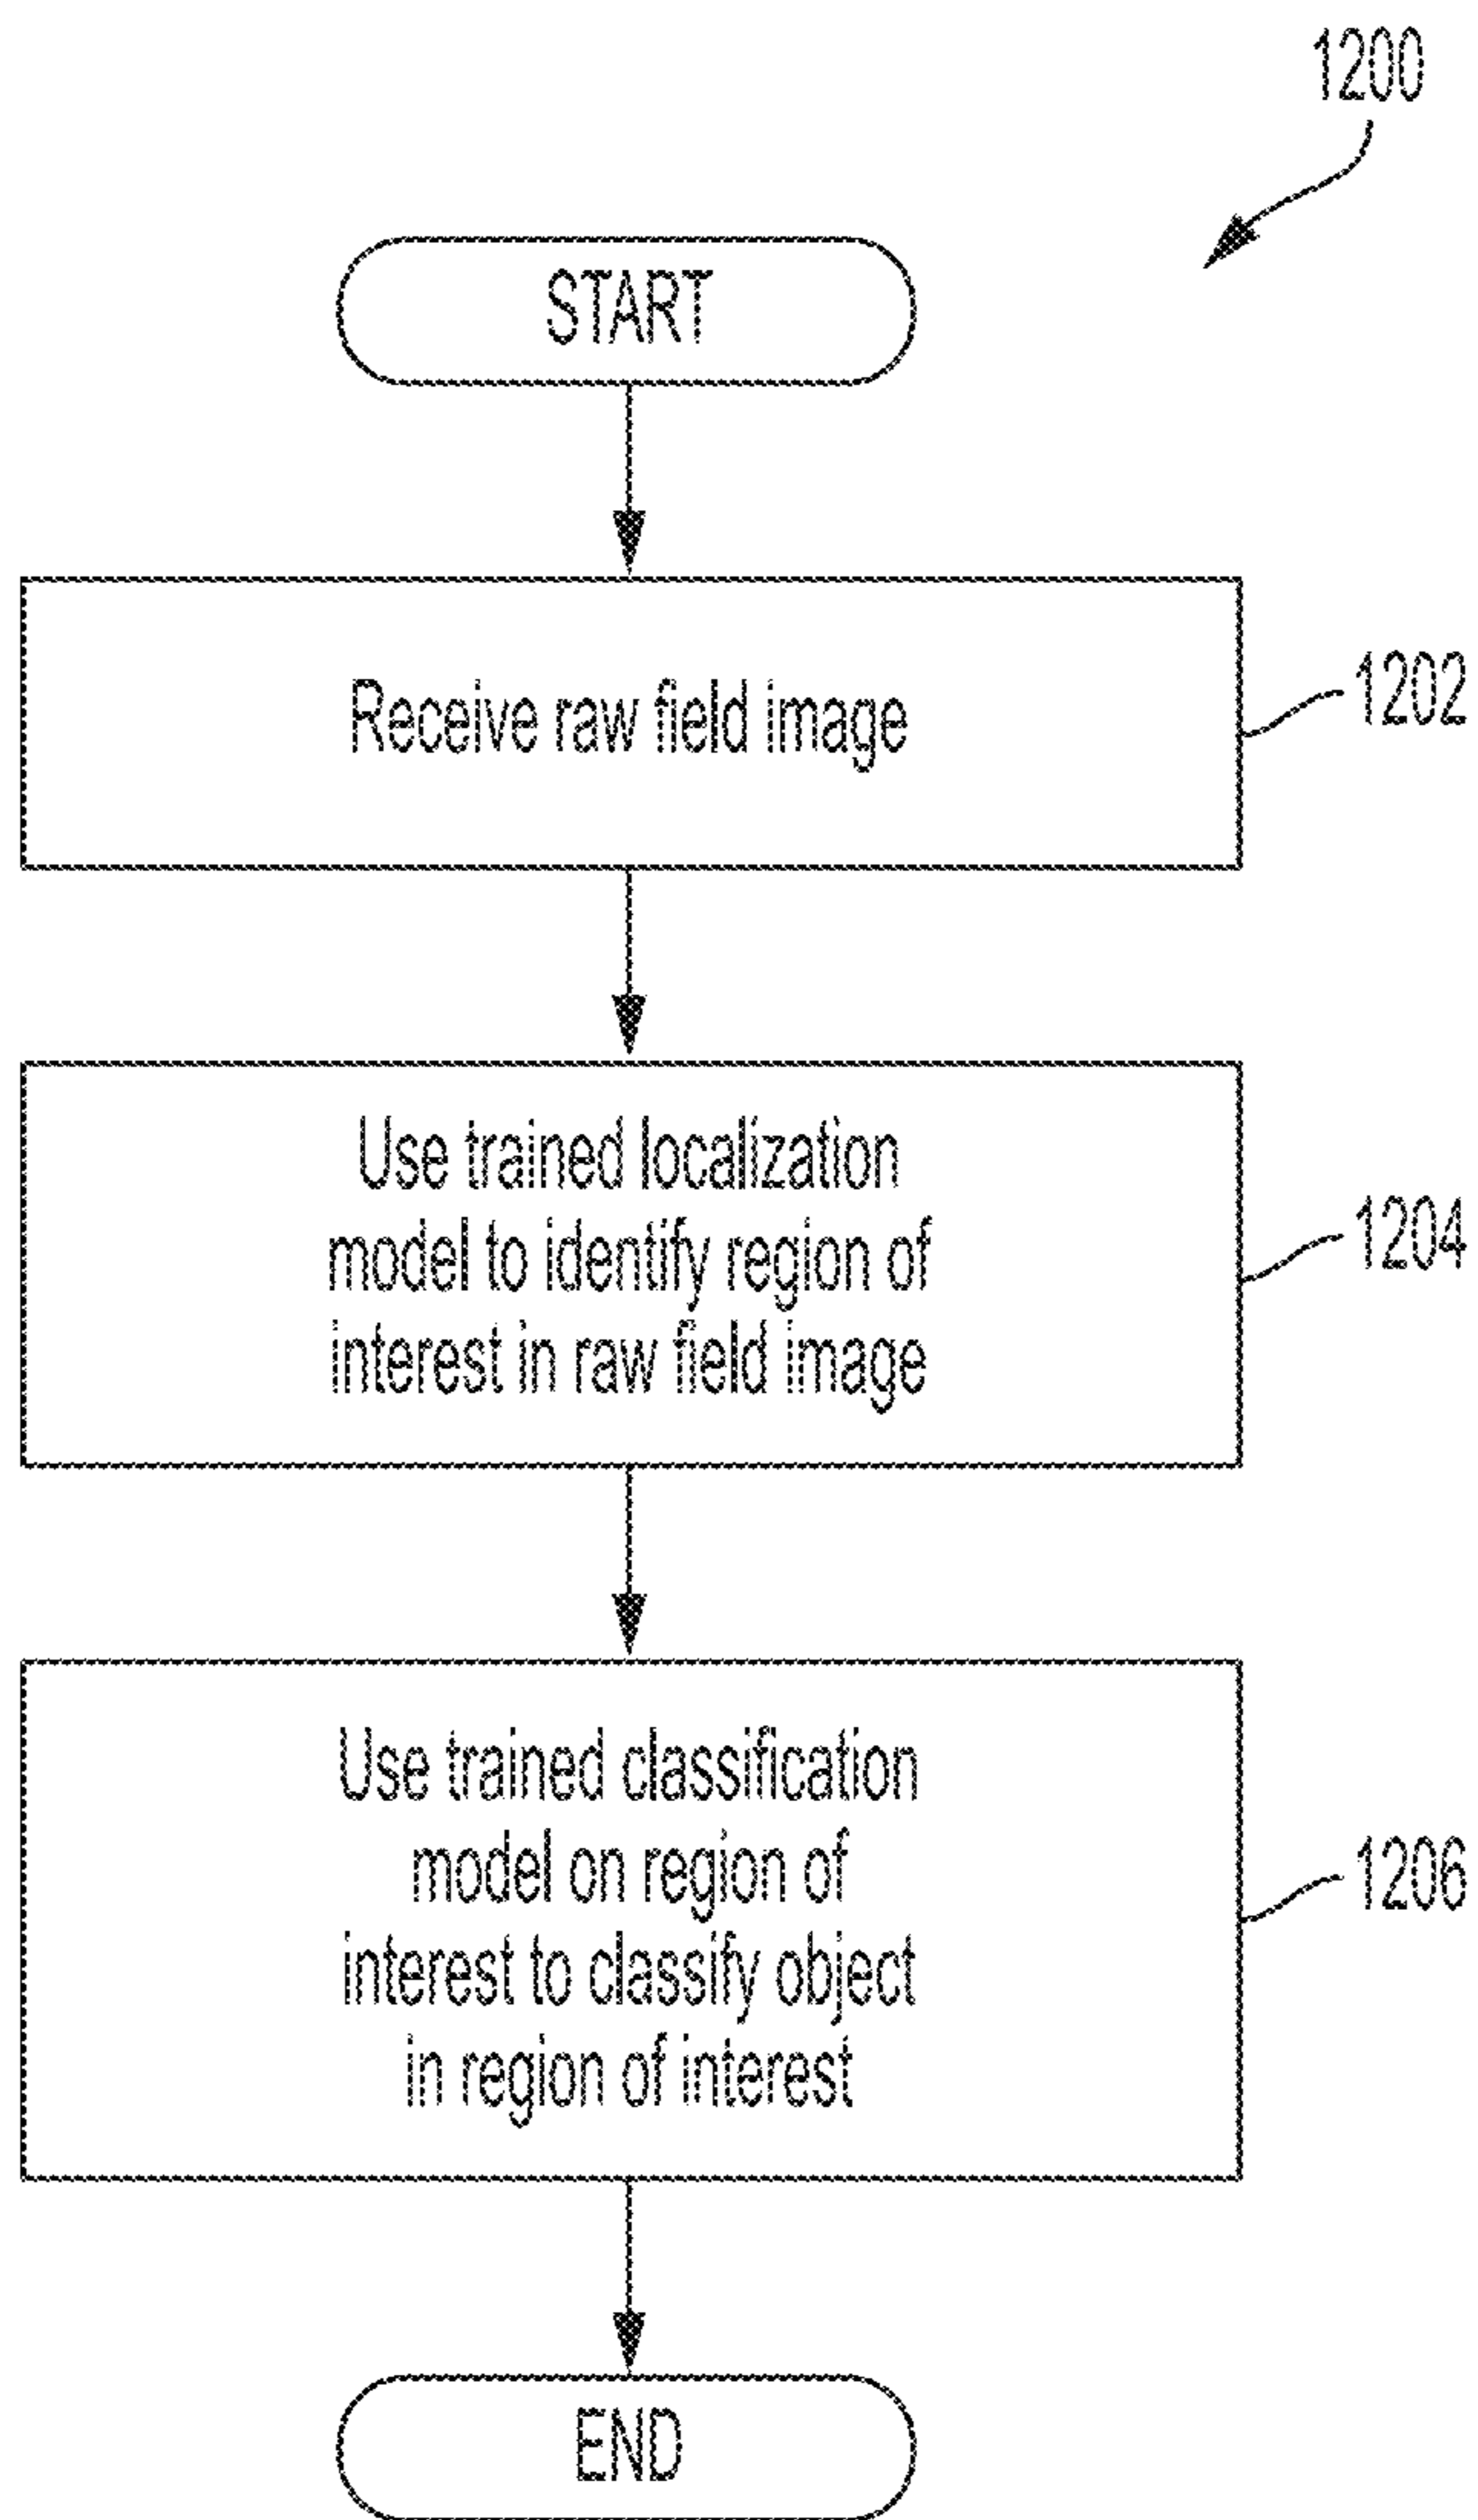 1200
START
Receive raw field image
1202
Use trained localization
model to identify region of
interest in raw field image
1204
Use trained classification
model on region of
interest to classify object
in region of interest
1206
END